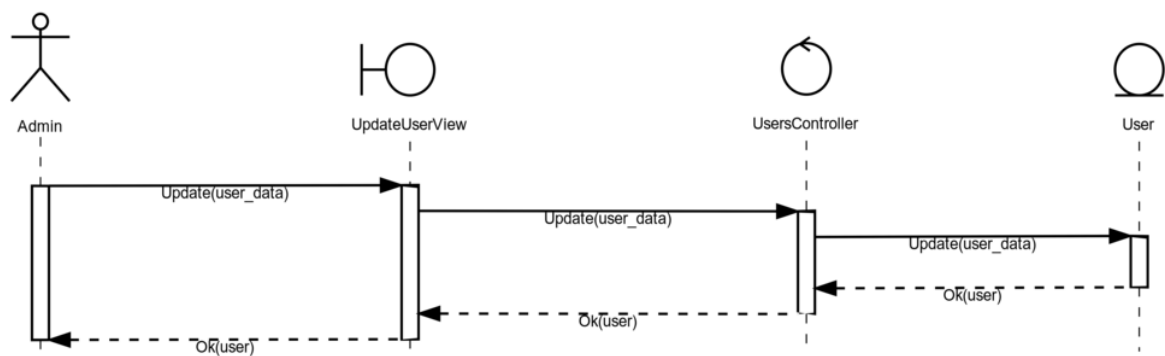 Admin
UpdateUserView
UsersController
User
Update(user_data)
Update(user_data)
Update(user_data)
Ok(user)
Ok(user)
Ok(user)